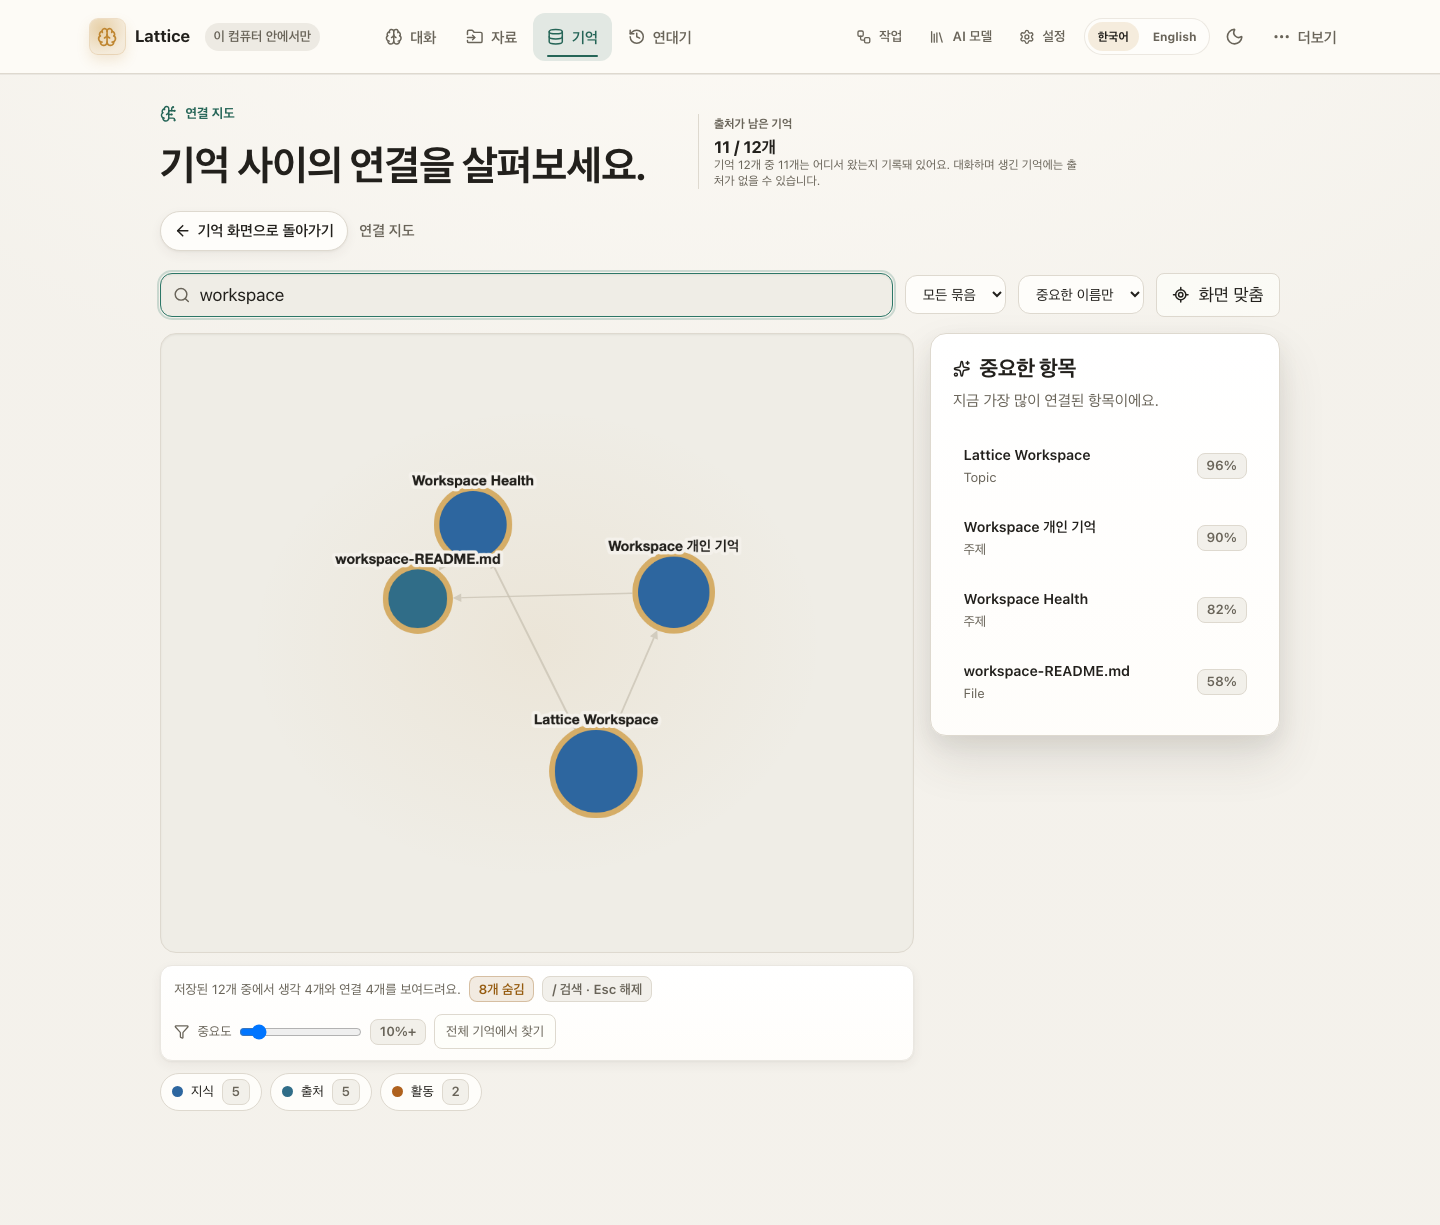 Lattice
이 컴퓨터 안에서만
대화
자료
기억
연대기
작업
AI 모델
설정
한국어
English
더보기
연결 지도
기억 사이의 연결을 살펴보세요.
출처가 남은 기억
11 / 12개
기억 12개 중 11개는 어디서 왔는지 기록돼 있어요. 대화하며 생긴 기억에는 출
처가 없을 수 있습니다.
기억 화면으로 돌아가기
연결 지도
workspace
모든 묶음
중요한 이름만
화면 맞춤
Workspace Health
workspace-README.md
Workspace 개인 기억
Lattice Workspace
중요한 항목
지금 가장 많이 연결된 항목이에요.
Lattice Workspace
Topic
96%
Workspace 개인 기억
주제
90%
Workspace Health
주제
82%
workspace-README.md
File
58%
저장된 12개 중에서 생각 4개와 연결 4개를 보여드려요.
8개 숨김
/ 검색 · Esc 해제
중요도
10%+
전체 기억에서 찾기
지식 5
출처 5
활동 2